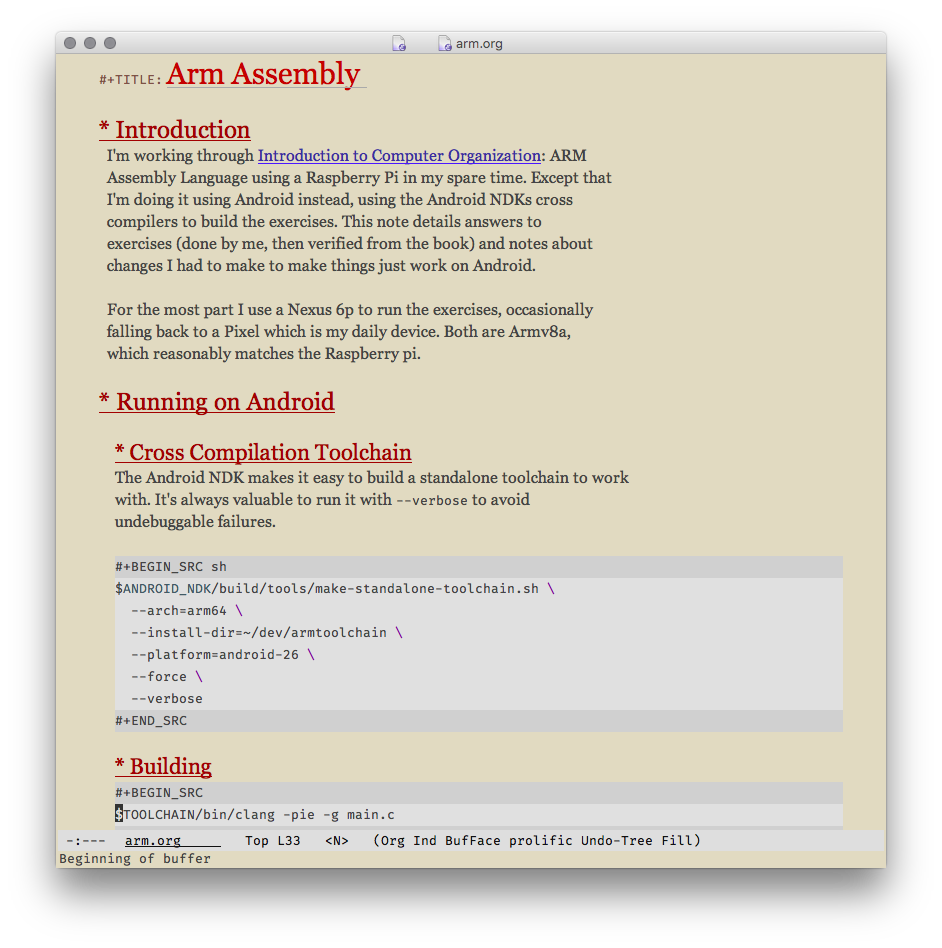 arm.org
#+TITLE: Arm Assembly
* Introduction
I'm working through Introduction to Computer Organization: ARM
Assembly Language using a Raspberry Pi in my spare time. Except that
I'm doing it using Android instead, using the Android NDKs cross
compilers to build the exercises. This note details answers to
exercises (done by me, then verified from the book) and notes about
changes I had to make to make things just work on Android.
For the most part I use a Nexus 6p to run the exercises, occasionally
falling back to a Pixel which is my daily device. Both are Armv8a,
which reasonably matches the Raspberry pi.
* Running on Android
* Cross Compilation Toolchain
The Android NDK makes it easy to build a standalone toolchain to work
with. It's always valuable to run it with --verbose to avoid
undebuggable failures.
#+BEGIN_SRC sh
$ANDROID_NDK/build/tools/make-standalone-toolchain.sh \
--arch=arm64 \
--install-dir=~/dev/armtoolchain \
--platform=android-26 \
--force \
--verbose
#+END_SRC
* Building
#+BEGIN_SRC
$TOOLCHAIN/bin/clang -pie -g main.c
-:--- arm.org Top L33 <N> (Org Ind BufFace prolific Undo-Tree Fill)
Beginning of buffer